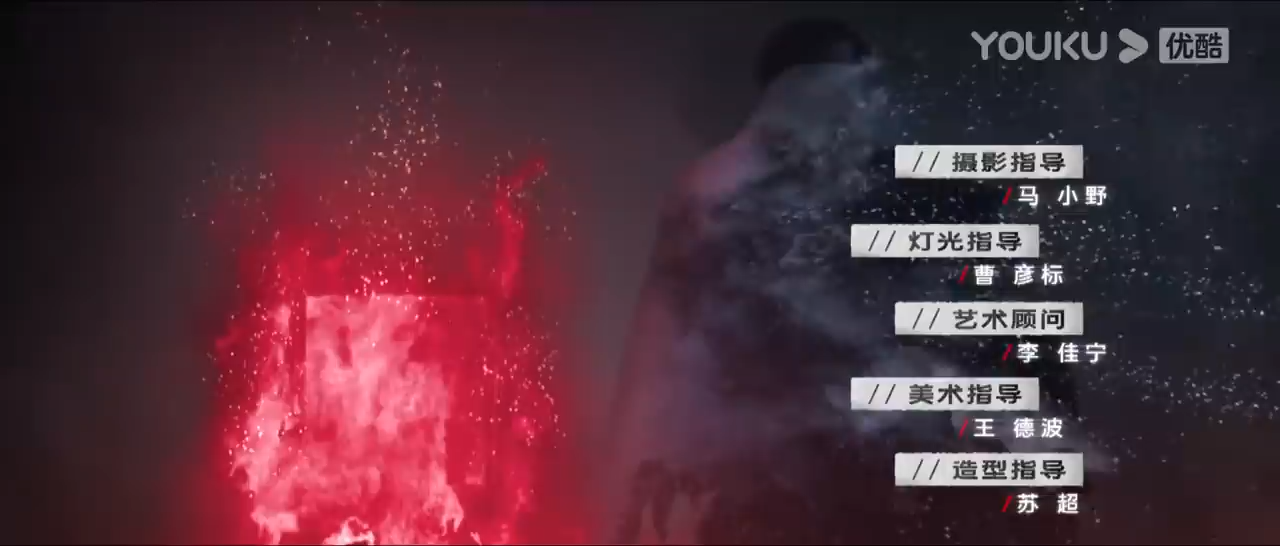 YOUKU 优酷
// 摄影指导
/马 小野
// 灯光指导
/曹 彦标
// 艺术顾问
/李 佳宁
// 美术指导
/王 德波
// 造型指导
/苏 超